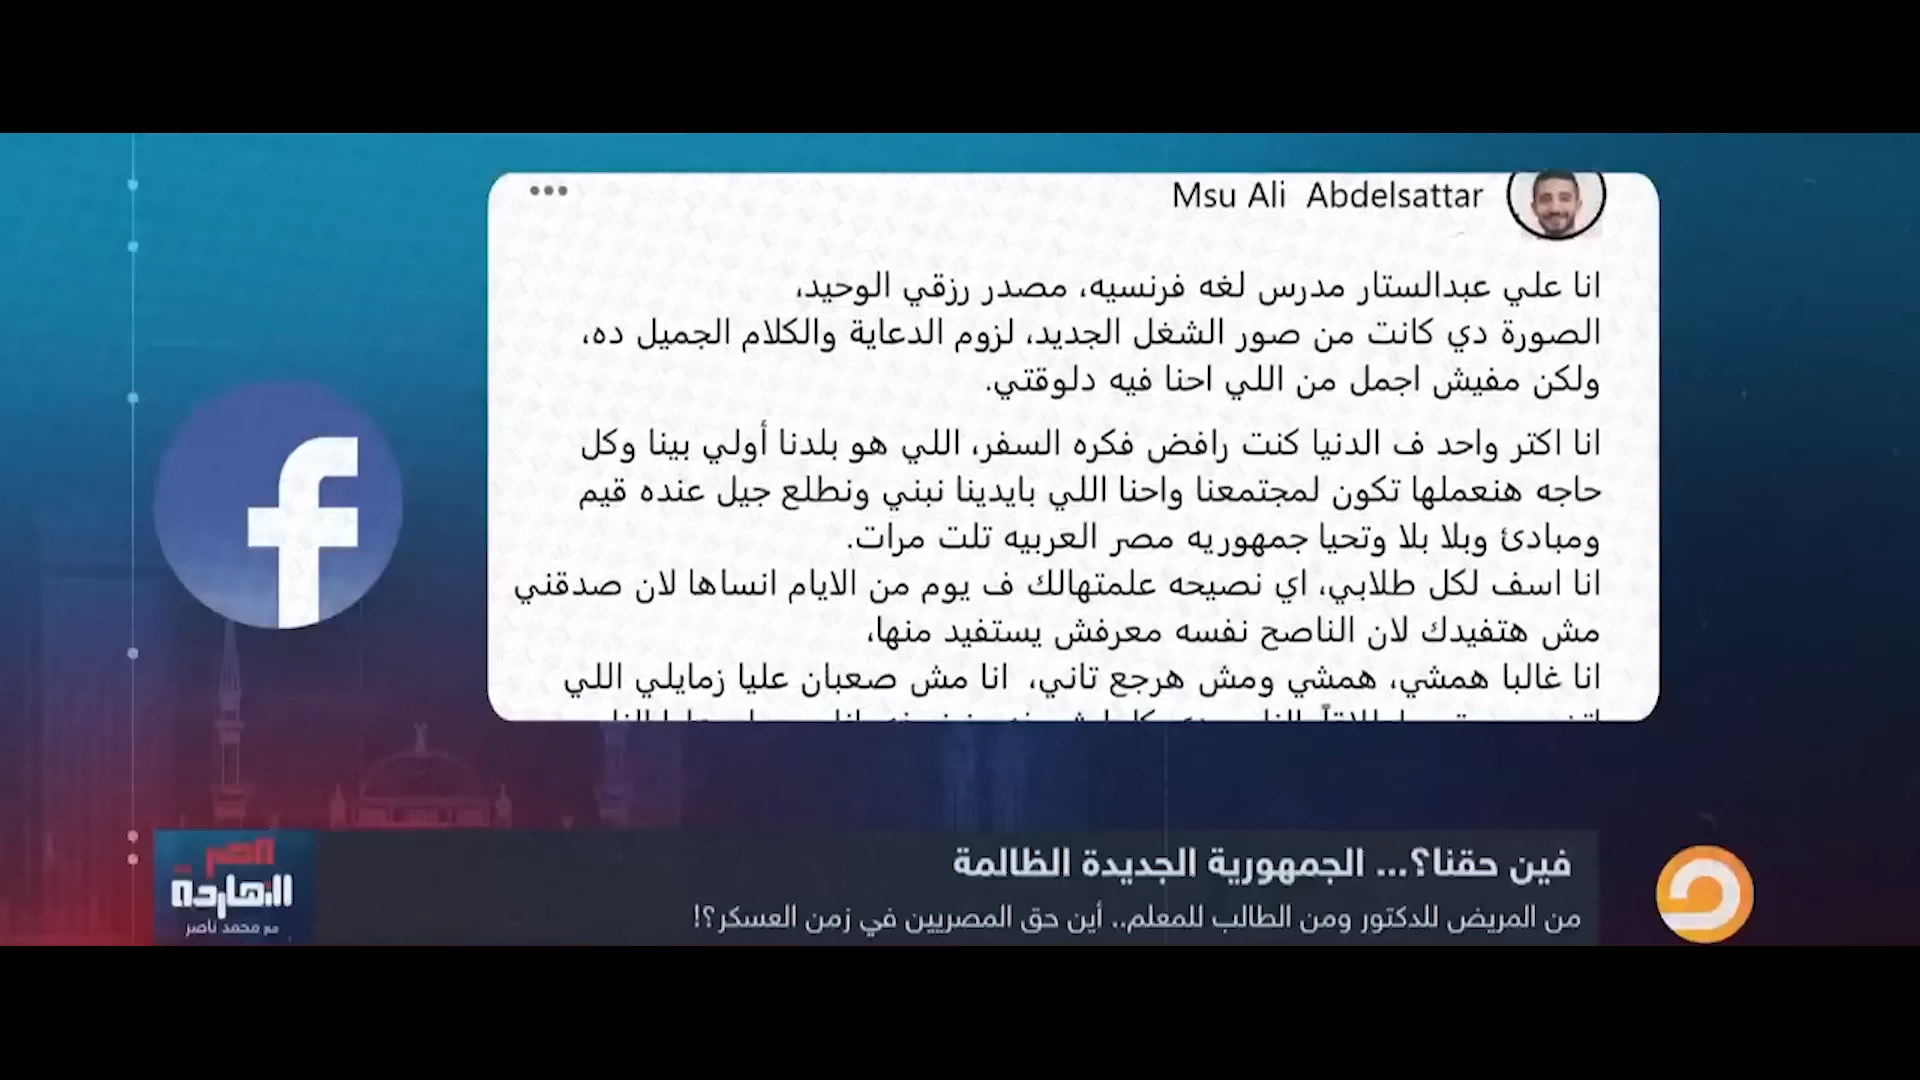 Msu Ali Abdelsattar
انا علي عبدالستار مدرس لغه فرنسيه، مصدر رزقي الوحيد،
الصورة دي كانت من صور الشغل الجديد، لزوم الدعاية والكلام الجميل ده،
ولكن مفيش اجمل من اللي احنا فيه دلوقتي.
انا اكتر واحد ف الدنيا كنت رافض فكره السفر، اللي هو بلدنا أولي بينا وكل
حاجه هنعملها تكون لمجتمعنا واحنا اللي بايدينا نبني ونطلع جيل عنده قيم
ومبادئ وبلا بلا وتحيا جمهوريه مصر العربيه تلت مرات.
انا اسف لكل طلابي، اي نصيحه علمتهالك ف يوم من الايام انساها لان صدقني
مش هتفيدك لان الناصح نفسه معرفش يستفيد منها،
انا غالبا همشي، همشي ومش هرجع تاني، انا مش صعبان عليا زمايلي اللي
فين حقنا؟... الجمهورية الجديدة الظالمة
من المريض للدكتور ومن الطالب للمعلم.. أين حق المصريين في زمن العسكر؟!
مصر
النهاردة
مع محمد ناصر